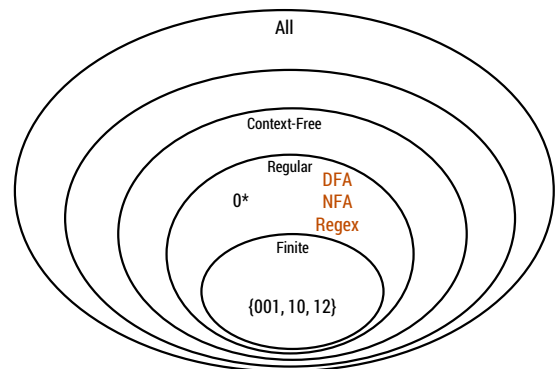 All
Context-Free
Regular
DFA
0*
NFA
Regex
Finite
{001, 10, 12}